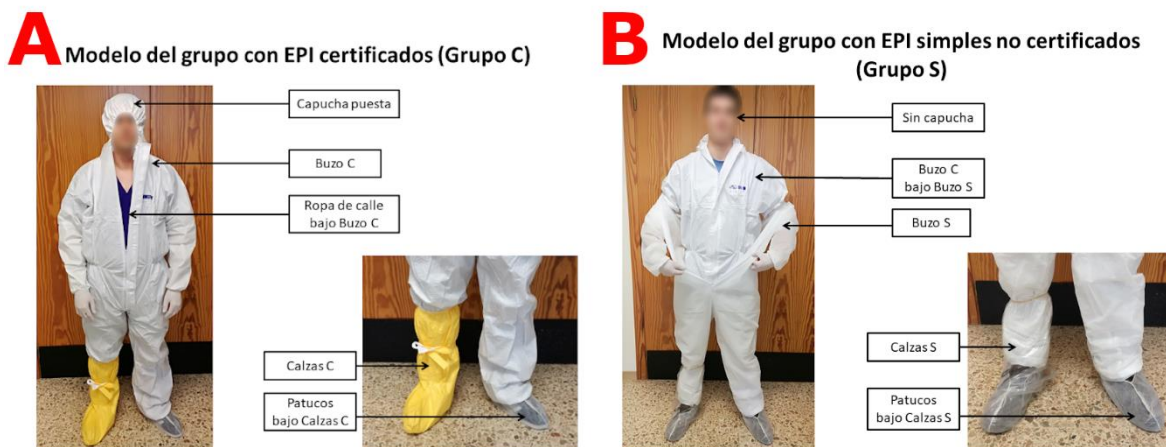 A
Modelo del grupo con EPI certificados (Grupo C)
Capucha puesta
Buzo C
Ropa de calle
bajo Buzo C
Calzas C
Patucos
bajo Calzas C
B
Modelo del grupo con EPI simples no certificados
(Grupo S)
Sin capucha
Buzo C
bajo Buzo S
Buzo S
Calzas S
Patucos
bajo Calzas S